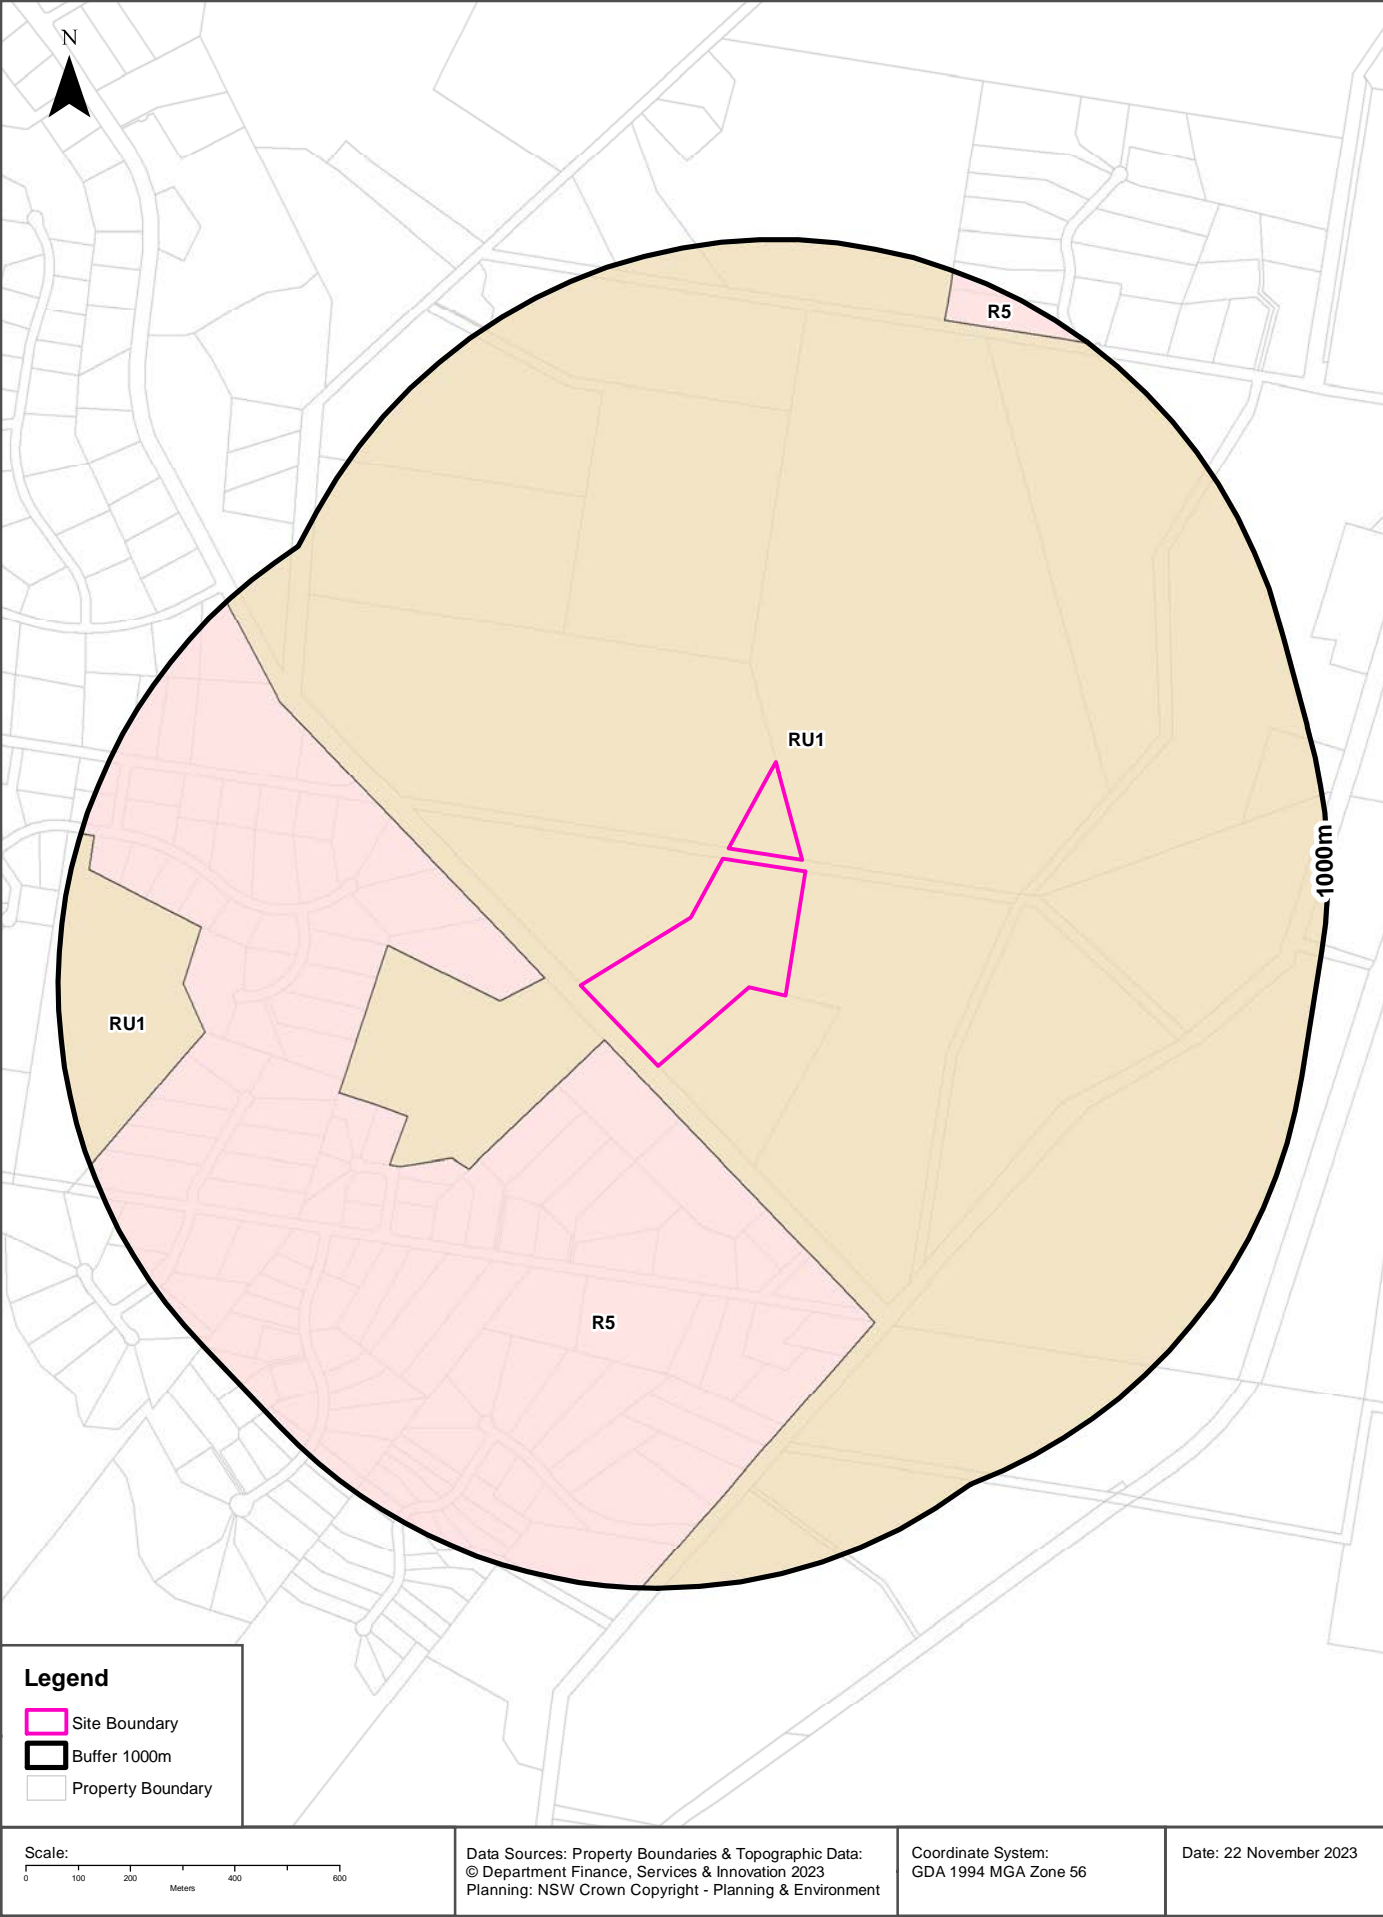 N
R5
RU1
1000m
RU1
R5
Legend
Site Boundary
Buffer 1000m
Property Boundary
Scale:
0 100 200 400 600
Meters
Data Sources: Property Boundaries & Topographic Data:
© Department Finance, Services & Innovation 2023
Planning: NSW Crown Copyright - Planning & Environment
Coordinate System:
GDA 1994 MGA Zone 56
Date: 22 November 2023